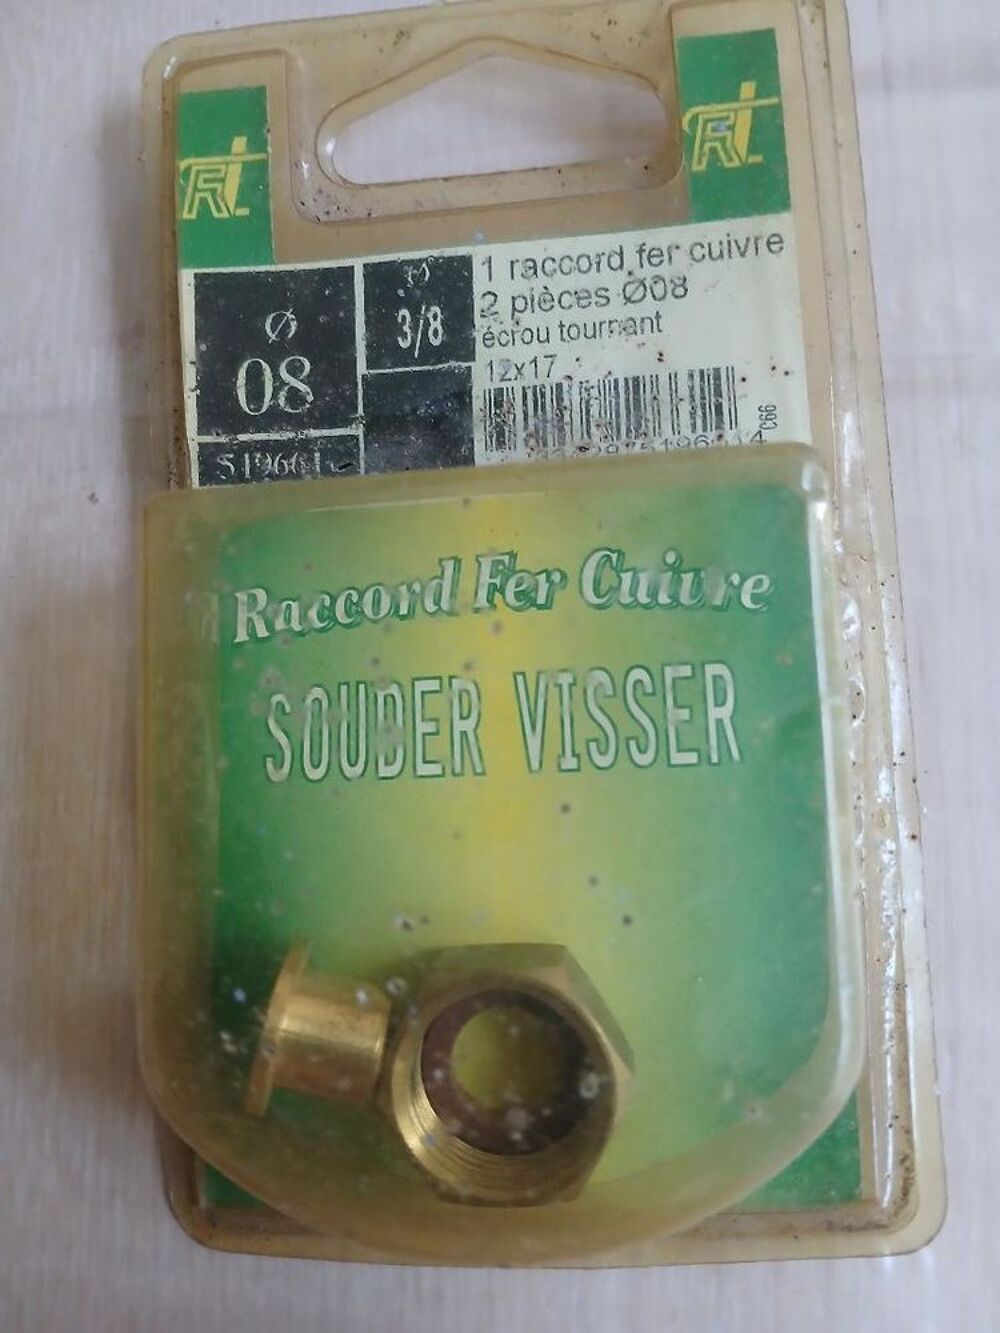 RL
RL
1 raccord fer cuivre
2 pièces Ø08
écrou tournant
12x17
Ø
08
3/8
C66
Raccord Fer Cuivre
SOUDER VISSER